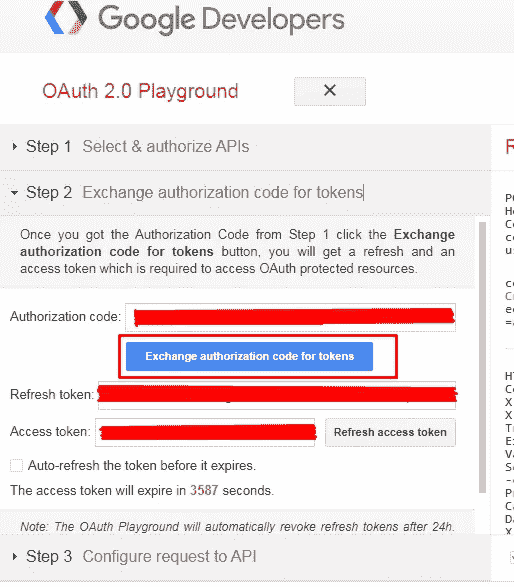 Google Developers
OAuth 2.0 Playground
Step 1 Select & authorize APIs
Step 2 Exchange authorization code for tokens
Once you got the Authorization Code from Step 1 click the Exchange
authorization code for tokens button, you will get a refresh and an
access token which is required to access OAuth protected resources.
Authorization code:
Exchange authorization code for tokens
Refresh token:
Access token:
Refresh access token
Auto-refresh the token before it expires.
The access token will expire in 3587 seconds.
Note: The OAuth Playground will automatically revoke refresh tokens after 24h.
Step 3 Configure request to API